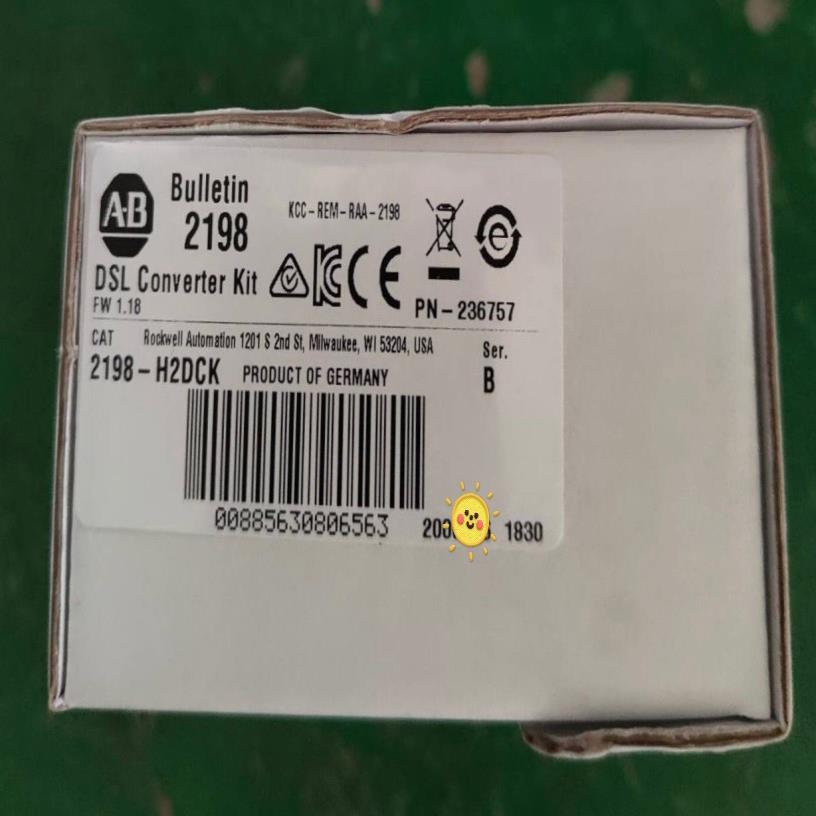 A-B
Bulletin
2198
KCC-REM-RAA-2198
DSL Converter Kit
FW 1.18
PN-236757
CAT
Rockwell Automation 1201 S 2nd St, Milwaukee, WI 53204, USA
Ser.
2198-H2DCK
PRODUCT OF GERMANY
B
00885630806563
1830